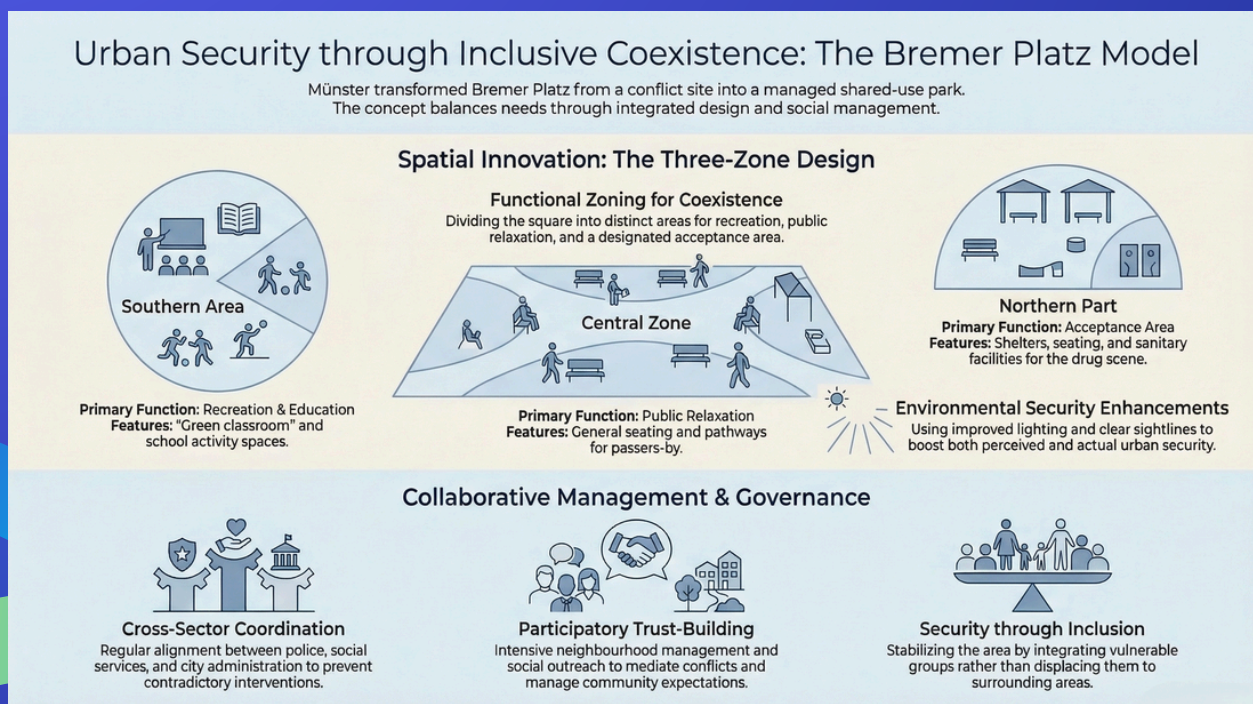 Urban Security through Inclusive Coexistence: The Bremer Platz Model
Münster transformed Bremer Platz from a conflict site into a managed shared-use park.
The concept balances needs through integrated design and social management.
Spatial Innovation: The Three-Zone Design
Southern Area
Primary Function: Recreation & Education
Features: “Green classroom” and
school activity spaces.
Functional Zoning for Coexistence
Dividing the square into distinct areas for recreation, public
relaxation, and a designated acceptance area.
Central Zone
Primary Function: Public Relaxation
Features: General seating and pathways
for passers-by.
Northern Part
Primary Function: Acceptance Area
Features: Shelters, seating, and sanitary
facilities for the drug scene.
Environmental Security Enhancements
Using improved lighting and clear sightlines to
boost both perceived and actual urban security.
Collaborative Management & Governance
Cross-Sector Coordination
Regular alignment between police, social
services, and city administration to prevent
contradictory interventions.
Participatory Trust-Building
Intensive neighbourhood management and
social outreach to mediate conflicts and
manage community expectations.
Security through Inclusion
Stabilizing the area by integrating vulnerable
groups rather than displacing them to
surrounding areas.